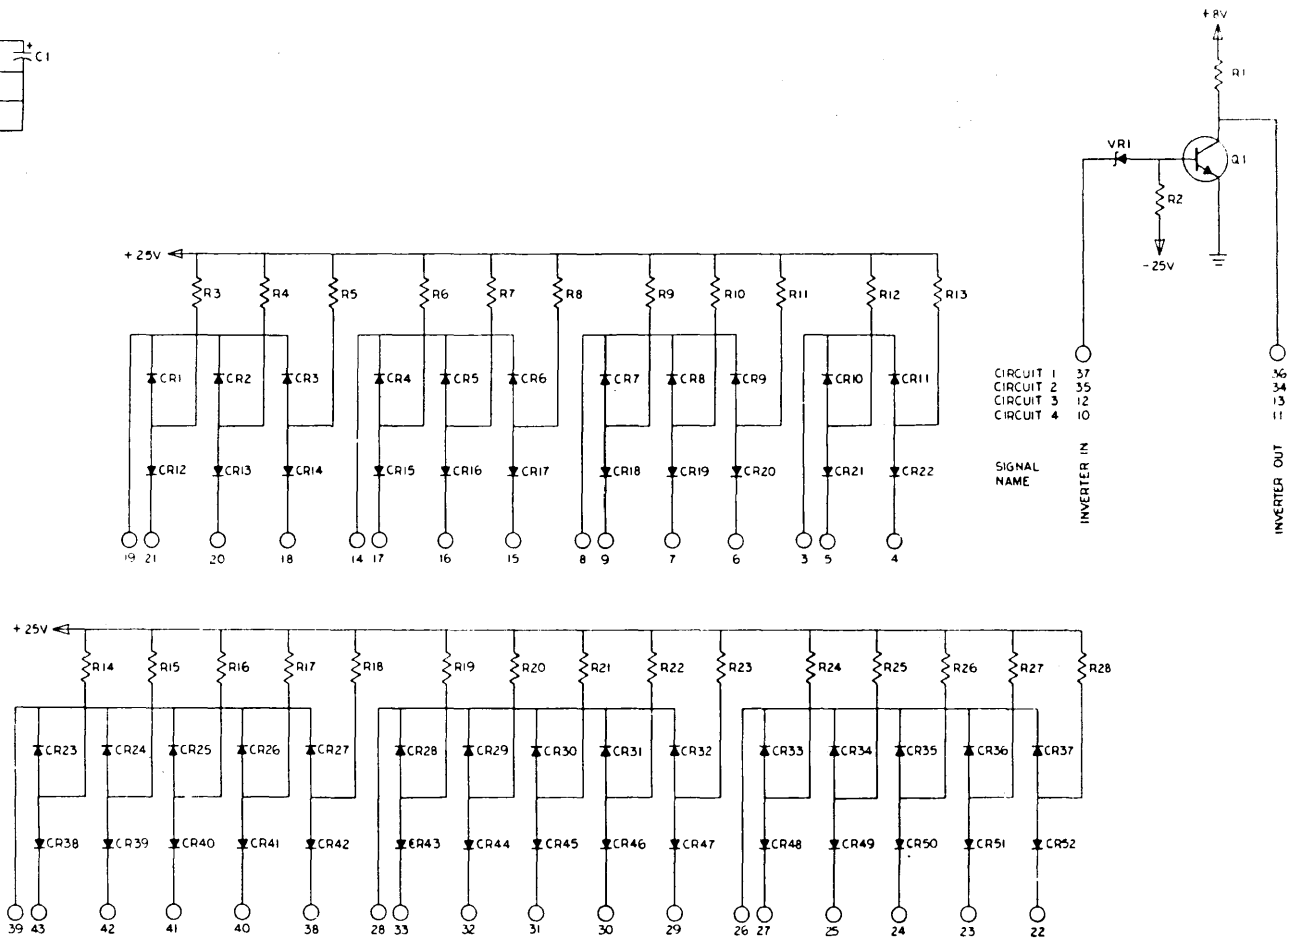 + 8V
+ C1
R1
VR1
Q1
R2
-25V
+ 25V
R3 R4 R5 R6 R7 R8 R9 R10 R11 R12 R13
CR1 CR2 CR3 CR4 CR5 CR6 CR7 CR8 CR9 CR10 CR11
CIRCUIT 1 37 36
CIRCUIT 2 35 34
CIRCUIT 3 12 13
CIRCUIT 4 10 11
CR12 CR13 CR14 CR15 CR16 CR17 CR18 CR19 CR20 CR21 CR22
SIGNAL
NAME
INVERTER IN
INVERTER OUT
19 21 20 18 14 17 16 15 8 9 7 6 3 5 4
+ 25V
R14 R15 R16 R17 R18 R19 R20 R21 R22 R23 R24 R25 R26 R27 R28
CR23 CR24 CR25 CR26 CR27 CR28 CR29 CR30 CR31 CR32 CR33 CR34 CR35 CR36 CR37
CR38 CR39 CR40 CR41 CR42 CR43 CR44 CR45 CR46 CR47 CR48 CR49 CR50 CR51 CR52
39 43 42 41 40 38 28 33 32 31 30 29 26 27 25 24 23 22